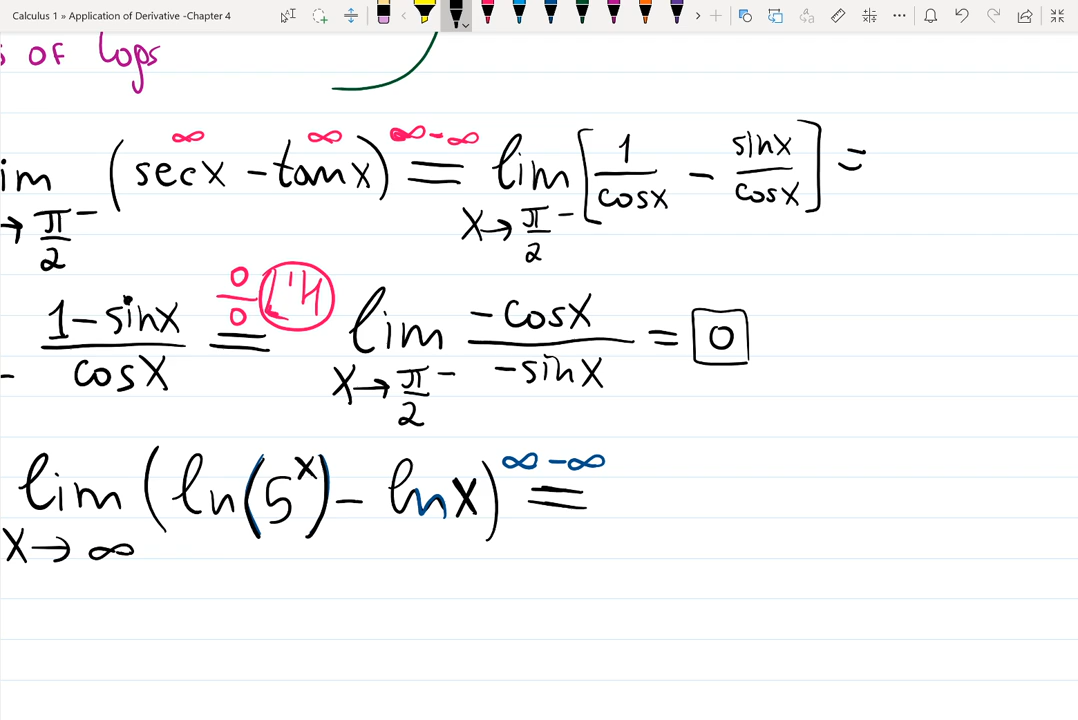 Calculus 1 » Application of Derivative -Chapter 4
s of logs
im x→π/2⁻ (secx - tanx) = lim x→π/2⁻ [1/cosx - sinx/cosx] =
∞ ∞ ∞-∞
1-sinx/cosx = 0/0 L'H lim x→π/2⁻ -cosx/-sinx = 0
lim x→∞ (ln(5ˣ) - lnx) = ∞-∞